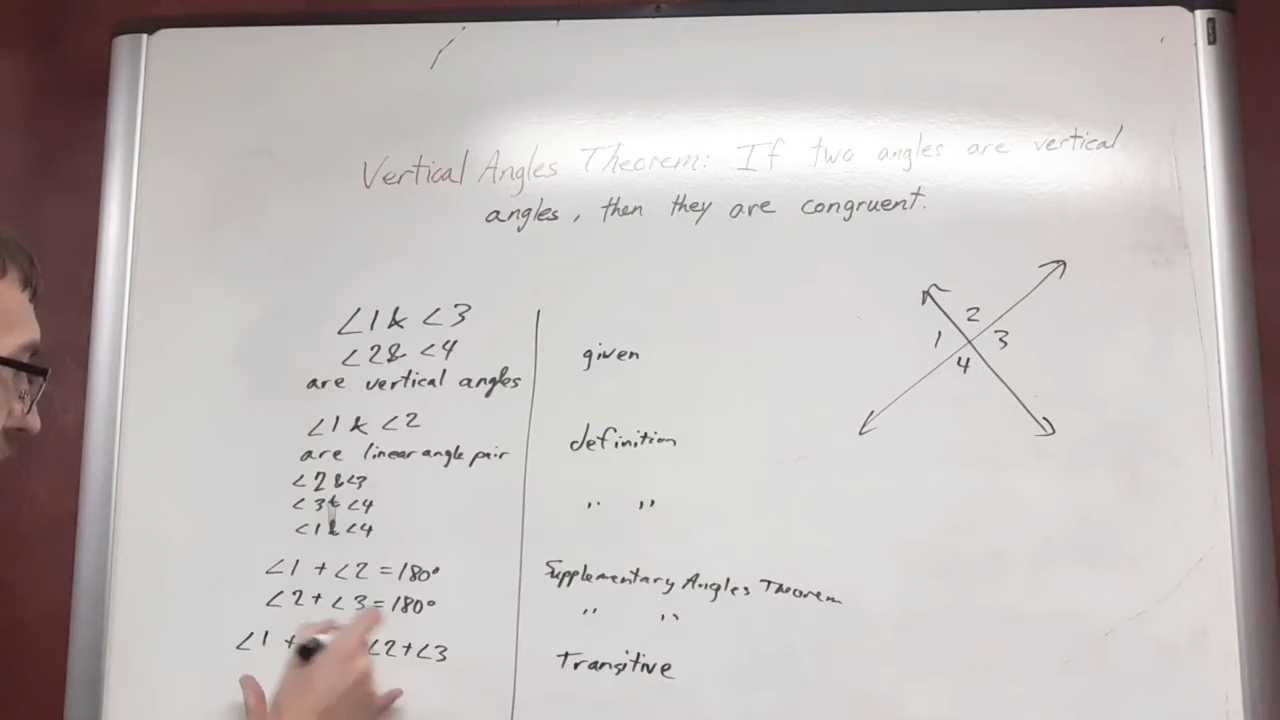 Vertical Angles Theorem: If two angles are vertical
angles, then they are congruent.
∠1 & ∠3
∠2 & ∠4
are vertical angles
given
∠1 & ∠2
are linear angle pair
definition
∠2 & ∠3
∠3 & ∠4
∠1 & ∠4
" "
∠1 + ∠2 = 180°
Supplementary Angles Theorem
∠2 + ∠3 = 180°
" "
∠1 + ∠2 + ∠3
Transitive
2
1
3
4